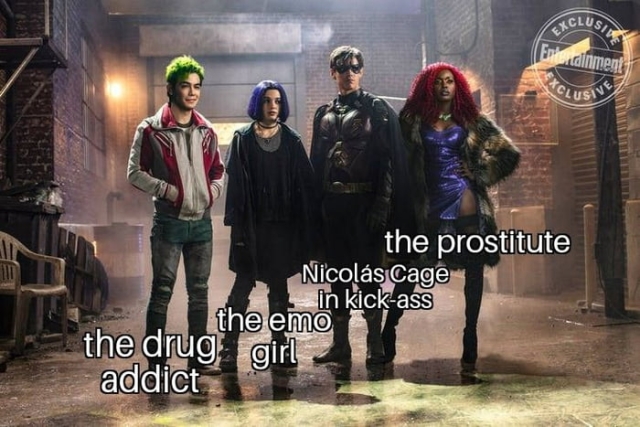 EXCLUSIVE
Entertainment
EXCLUSIVE
the prostitute
Nicolás Cage
in kick-ass
the emo
girl
the drug
addict